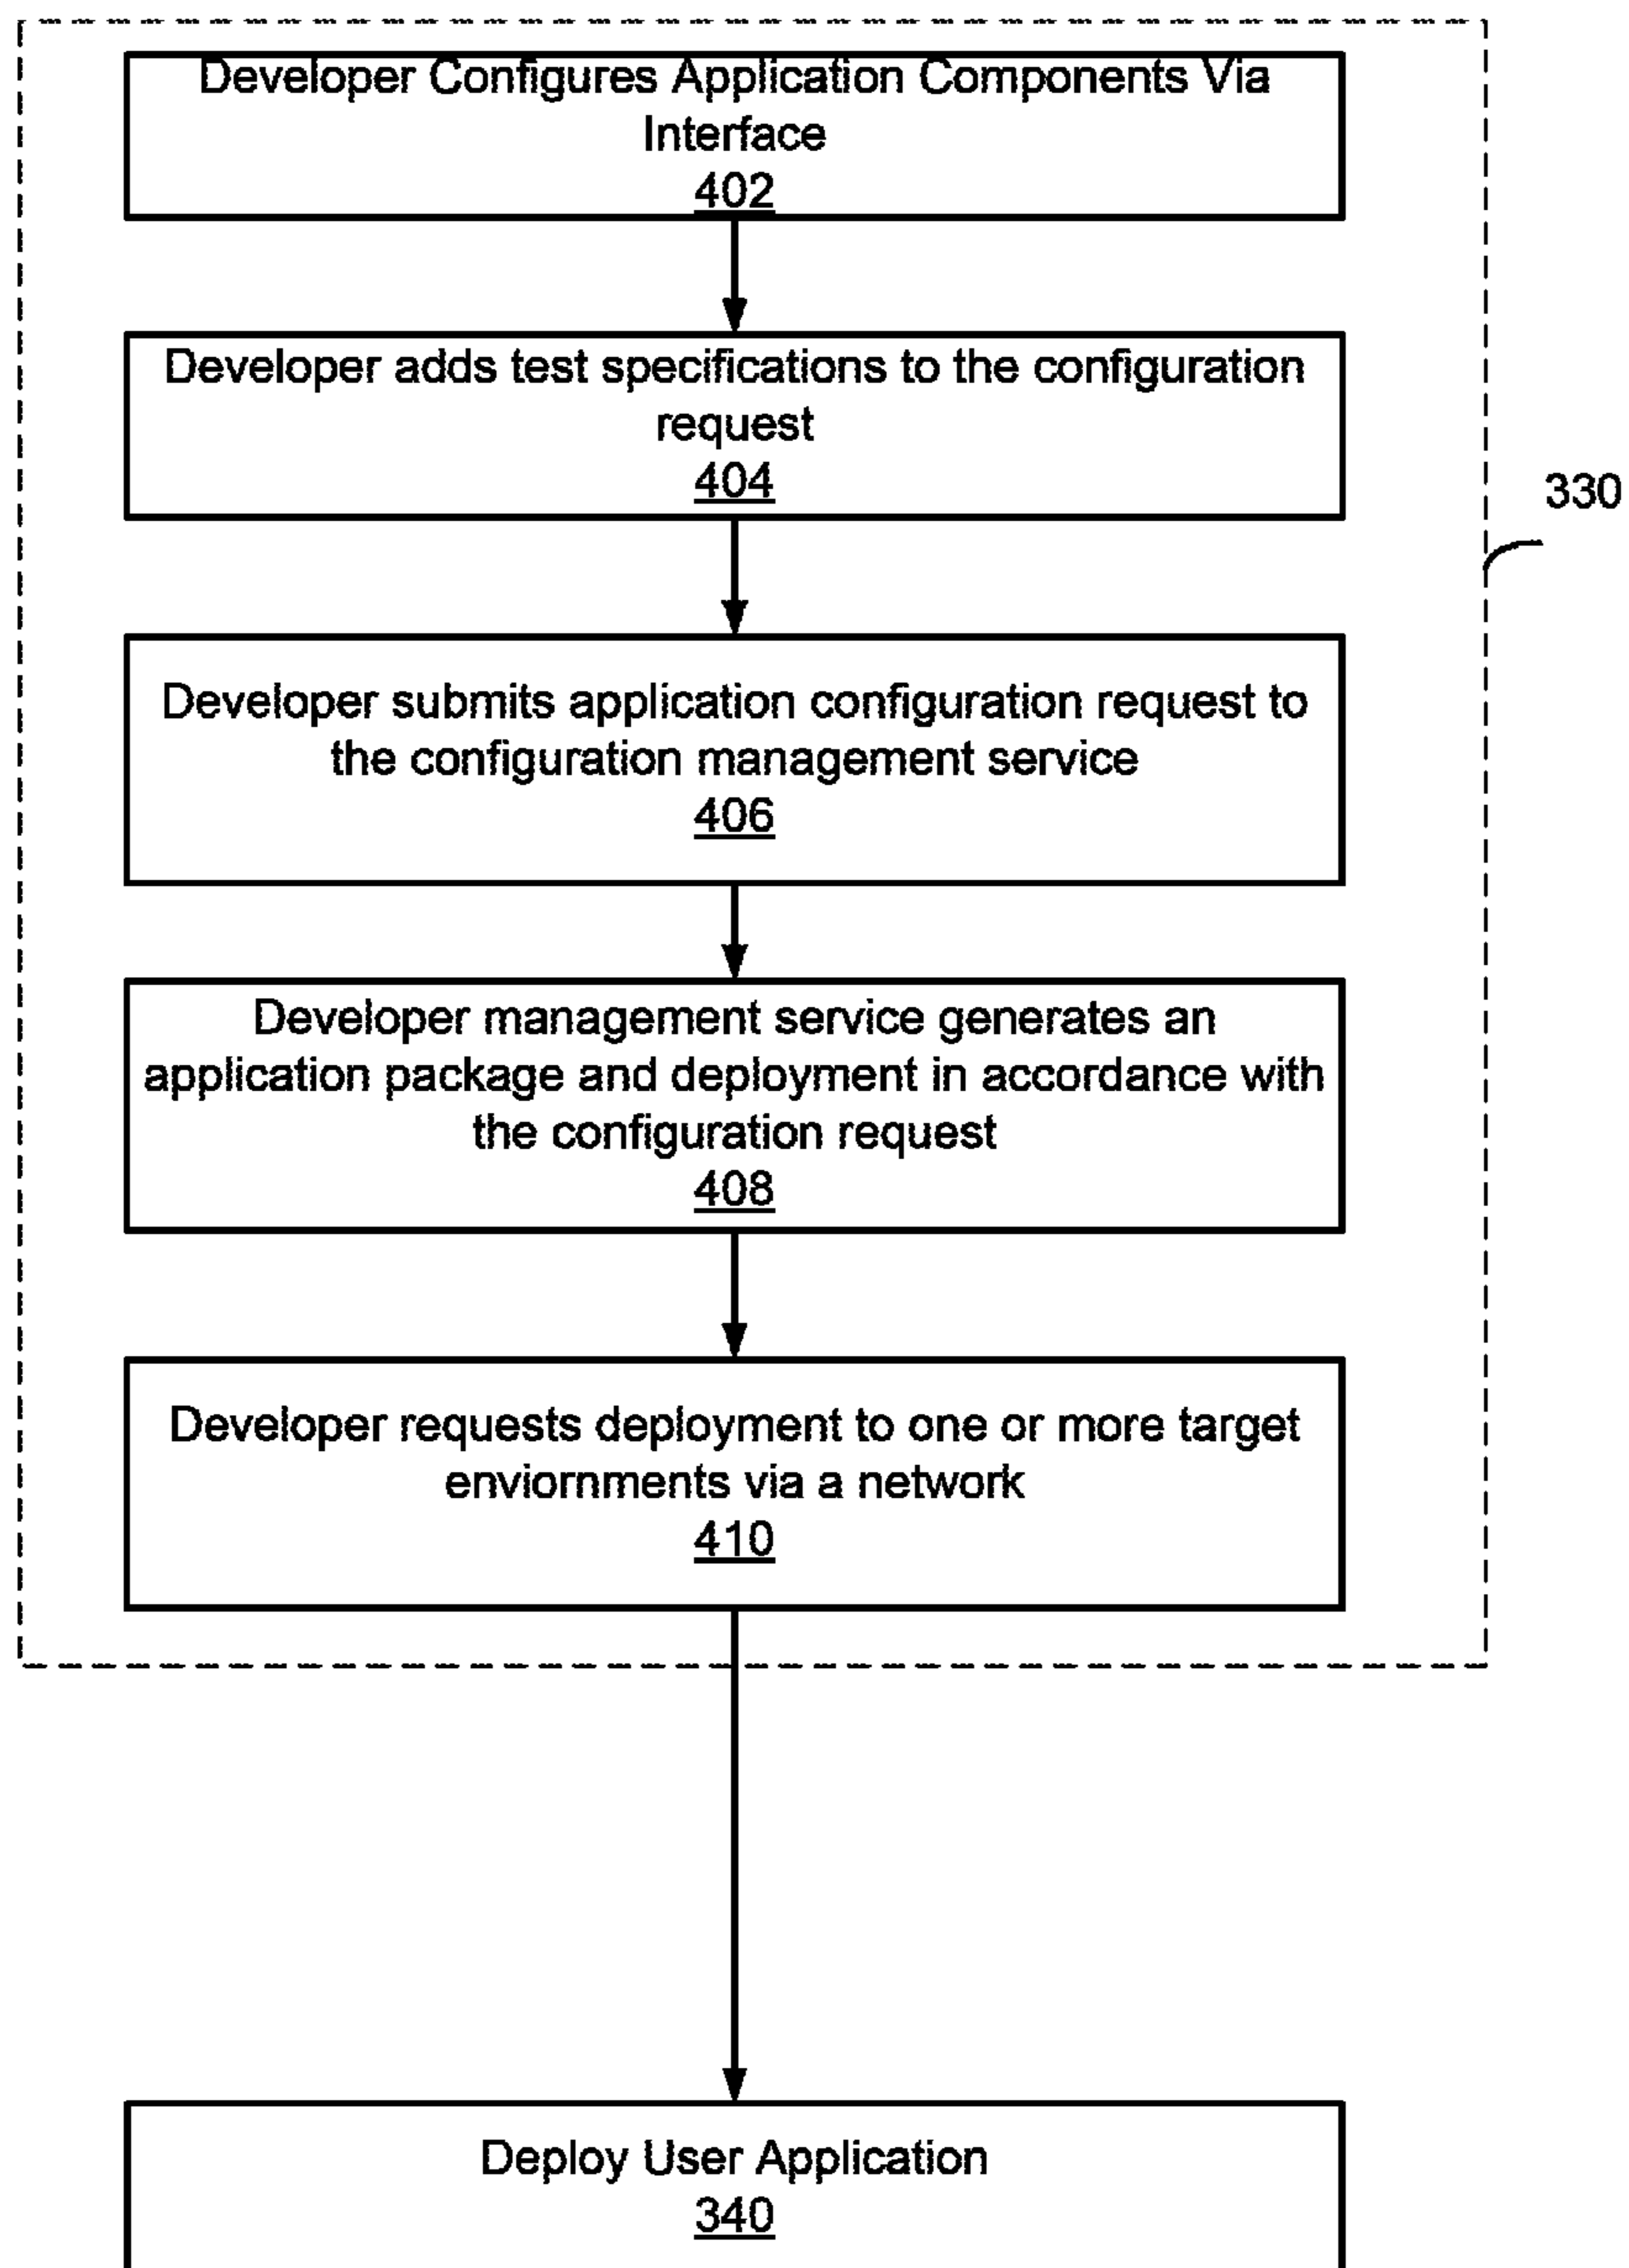 Developer Configures Application Components Via
Interface
402
Developer adds test specifications to the configuration
request
404
330
Developer submits application configuration request to
the configuration management service
406
Developer management service generates an
application package and deployment in accordance with
the configuration request
408
Developer requests deployment to one or more target
enviornments via a network
410
Deploy User Application
340